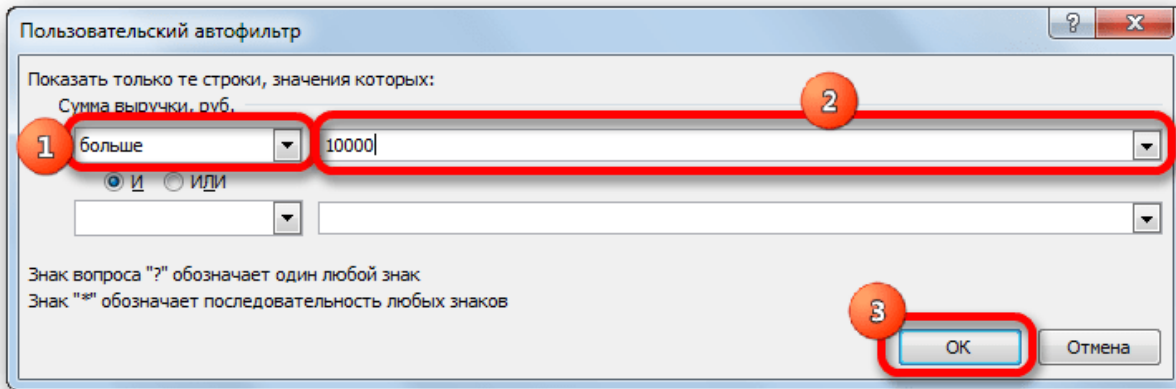 Пользовательский автофильтр
?
X
Показать только те строки, значения которых:
Сумма выручки, руб.
1
2
больше
10000
И ИЛИ
Знак вопроса "?" обозначает один любой знак
Знак "*" обозначает последовательность любых знаков
3
OK
Отмена